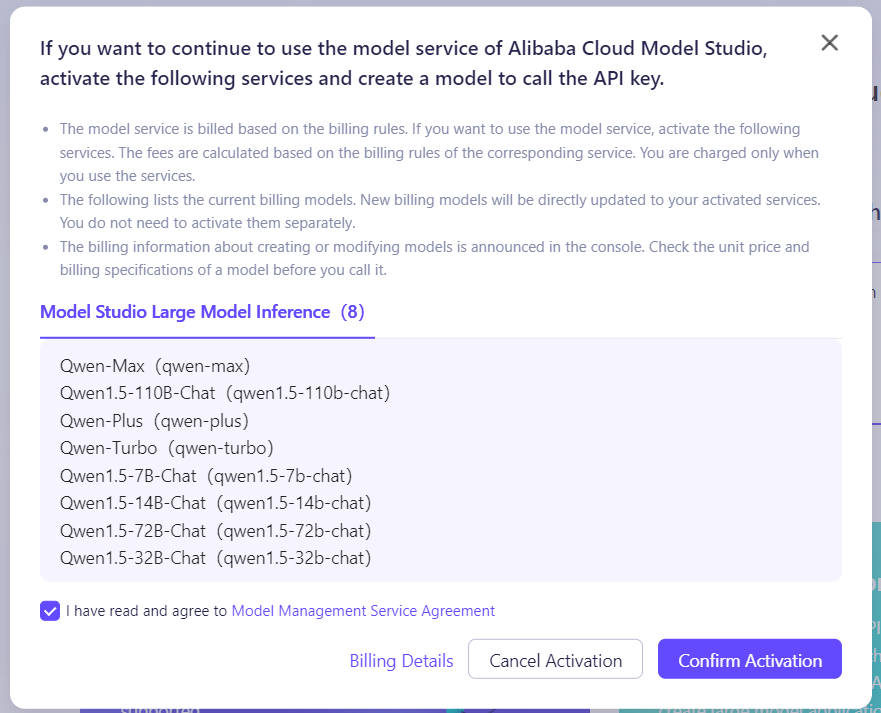 If you want to continue to use the model service of Alibaba Cloud Model Studio,
activate the following services and create a model to call the API key.
• The model service is billed based on the billing rules. If you want to use the model service, activate the following
services. The fees are calculated based on the billing rules of the corresponding service. You are charged only when
you use the services.
• The following lists the current billing models. New billing models will be directly updated to your activated services.
You do not need to activate them separately.
• The billing information about creating or modifying models is announced in the console. Check the unit price and
billing specifications of a model before you call it.
Model Studio Large Model Inference (8)
Qwen-Max (qwen-max)
Qwen1.5-110B-Chat (qwen1.5-110b-chat)
Qwen-Plus (qwen-plus)
Qwen-Turbo (qwen-turbo)
Qwen1.5-7B-Chat (qwen1.5-7b-chat)
Qwen1.5-14B-Chat (qwen1.5-14b-chat)
Qwen1.5-72B-Chat (qwen1.5-72b-chat)
Qwen1.5-32B-Chat (qwen1.5-32b-chat)
I have read and agree to Model Management Service Agreement
Billing Details Cancel Activation Confirm Activation